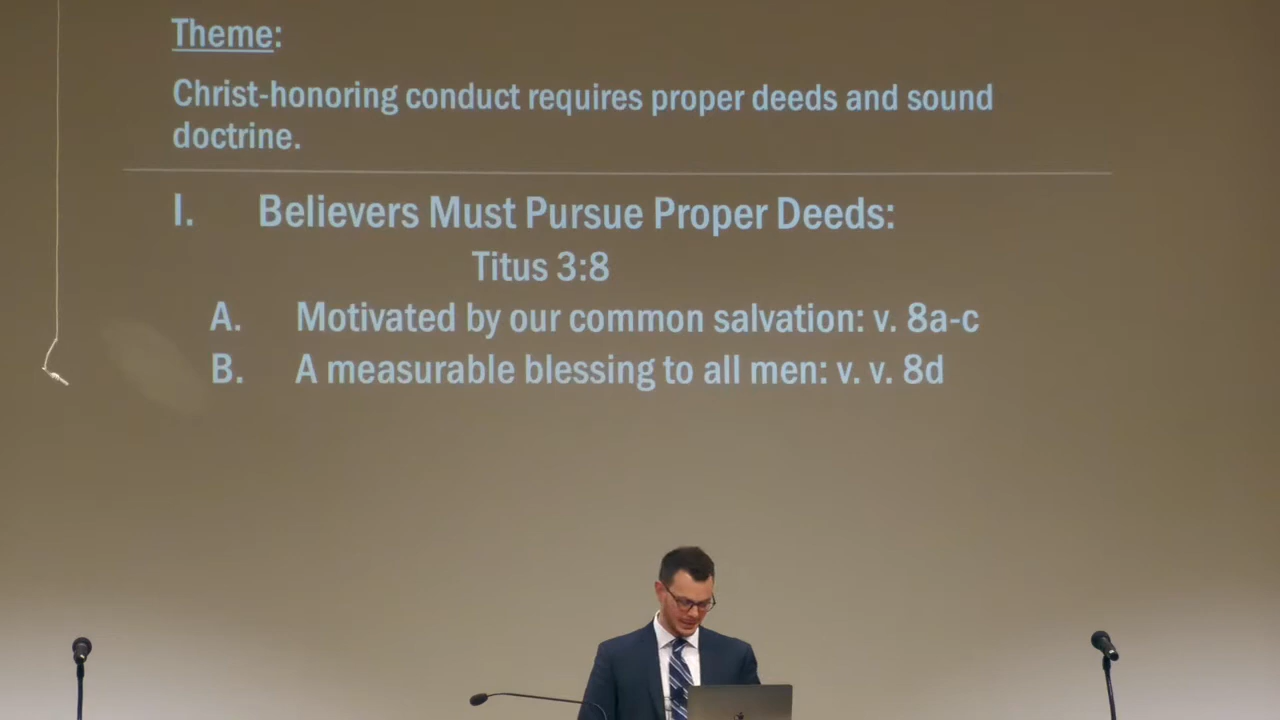 Theme:
Christ-honoring conduct requires proper deeds and sound
doctrine.
I. Believers Must Pursue Proper Deeds:
Titus 3:8
A. Motivated by our common salvation: v. 8a-c
B. A measurable blessing to all men: v. v. 8d